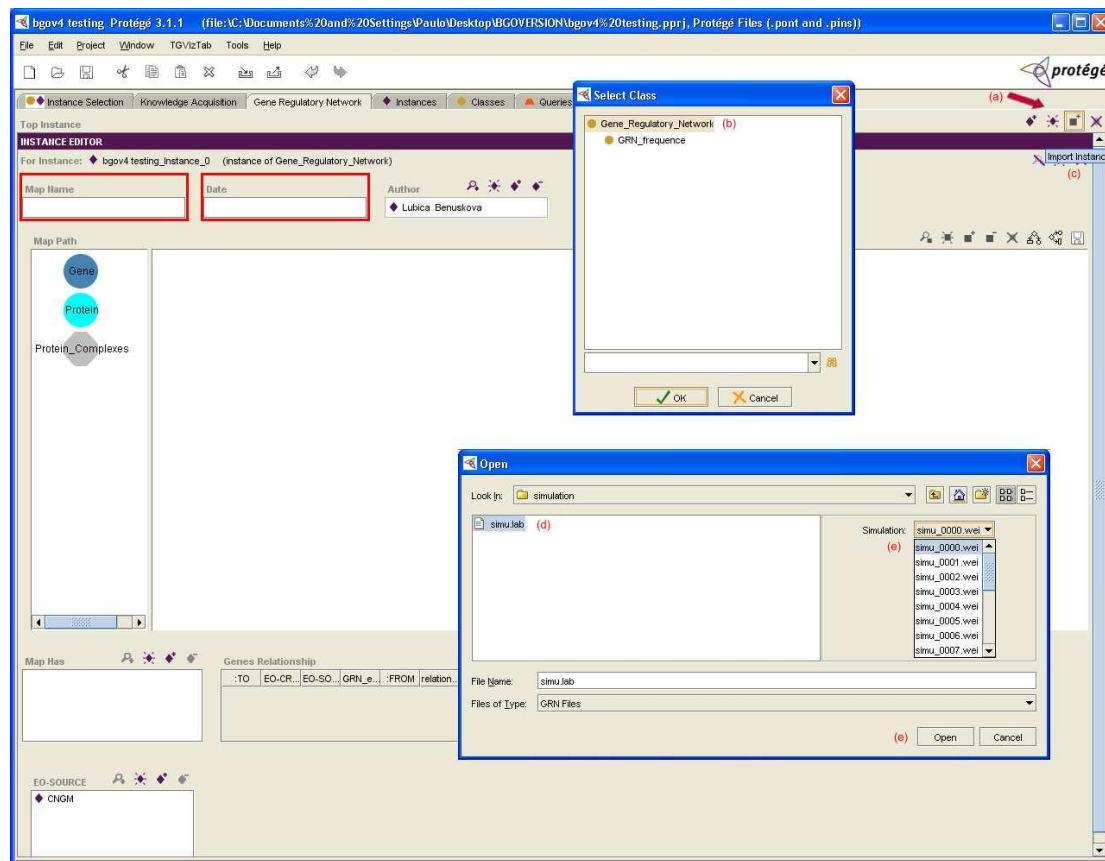 bgov4 testing Protégé 3.1.1 (file:\C:\Documents%20and%20Settings\Paulo\Desktop\BGOVERSION\bgov4%20testing.pprj, Protégé Files (.pont and .pins))
File Edit Project Window TGVizTab Tools Help
protégé
Instance Selection Knowledge Acquisition Gene Regulatory Network Instances Classes Queries
(a)
Top Instance
INSTANCE EDITOR
For Instance: bgov4 testing_Instance_0 (instance of Gene_Regulatory_Network)
Import Instanc
(c)
Map Name Date Author
Lubica Benuskova
Map Path
Gene
Protein
Protein_Complexes
Select Class
Gene_Regulatory_Network (b)
GRN_frequence
OK Cancel
Open
Look In: simulation
simu.lab (d)
Simulation: simu_0000.wei
(e)
simu_0000.wei
simu_0001.wei
simu_0002.wei
simu_0003.wei
simu_0004.wei
simu_0005.wei
simu_0006.wei
simu_0007.wei
File Name: simu.lab
Files of Type: GRN Files
(e) Open Cancel
Map Has Genes Relationship
:TO EO-CR... EO-SO... GRN_e... :FROM relation...
EO-SOURCE
CNGM